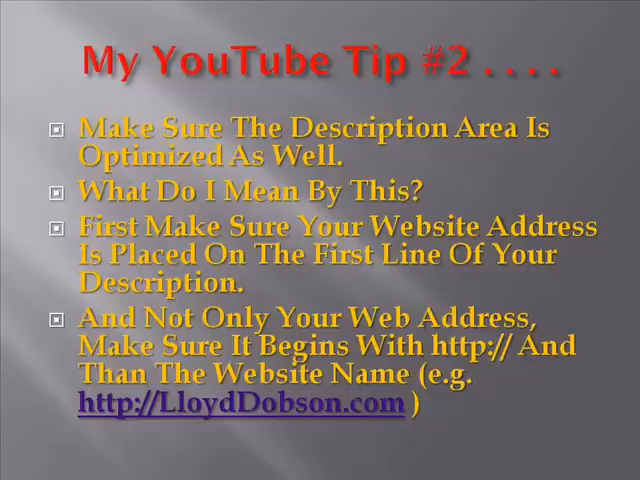 My YouTube Tip #2 . . . .
Make Sure The Description Area Is
Optimized As Well.
What Do I Mean By This?
First Make Sure Your Website Address
Is Placed On The First Line Of Your
Description.
And Not Only Your Web Address,
Make Sure It Begins With http:// And
Than The Website Name (e.g.
http://LloydDobson.com )